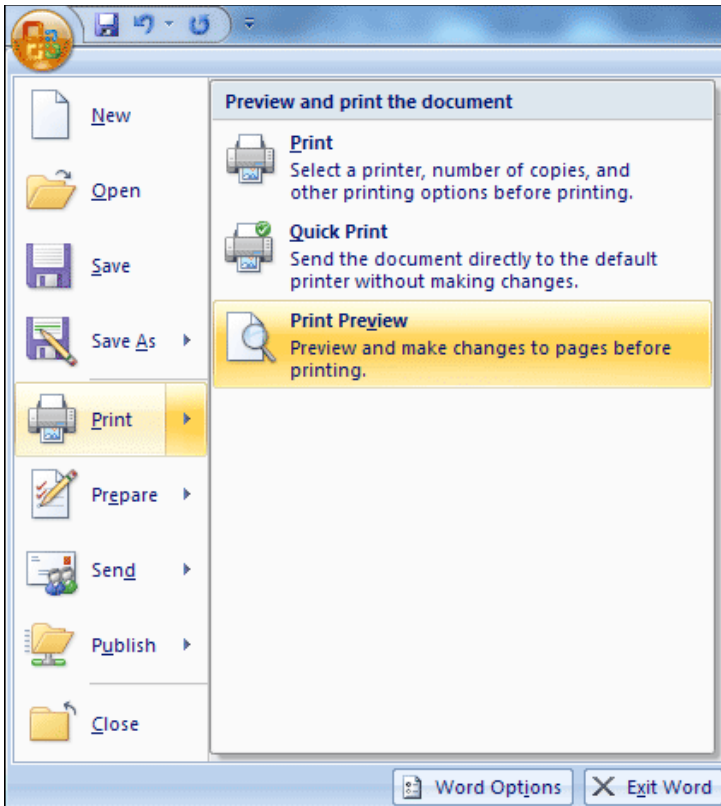 New
Open
Save
Save As
Print
Prepare
Send
Publish
Close
Preview and print the document
Print
Select a printer, number of copies, and
other printing options before printing.
Quick Print
Send the document directly to the default
printer without making changes.
Print Preview
Preview and make changes to pages before
printing.
Word Options
Exit Word